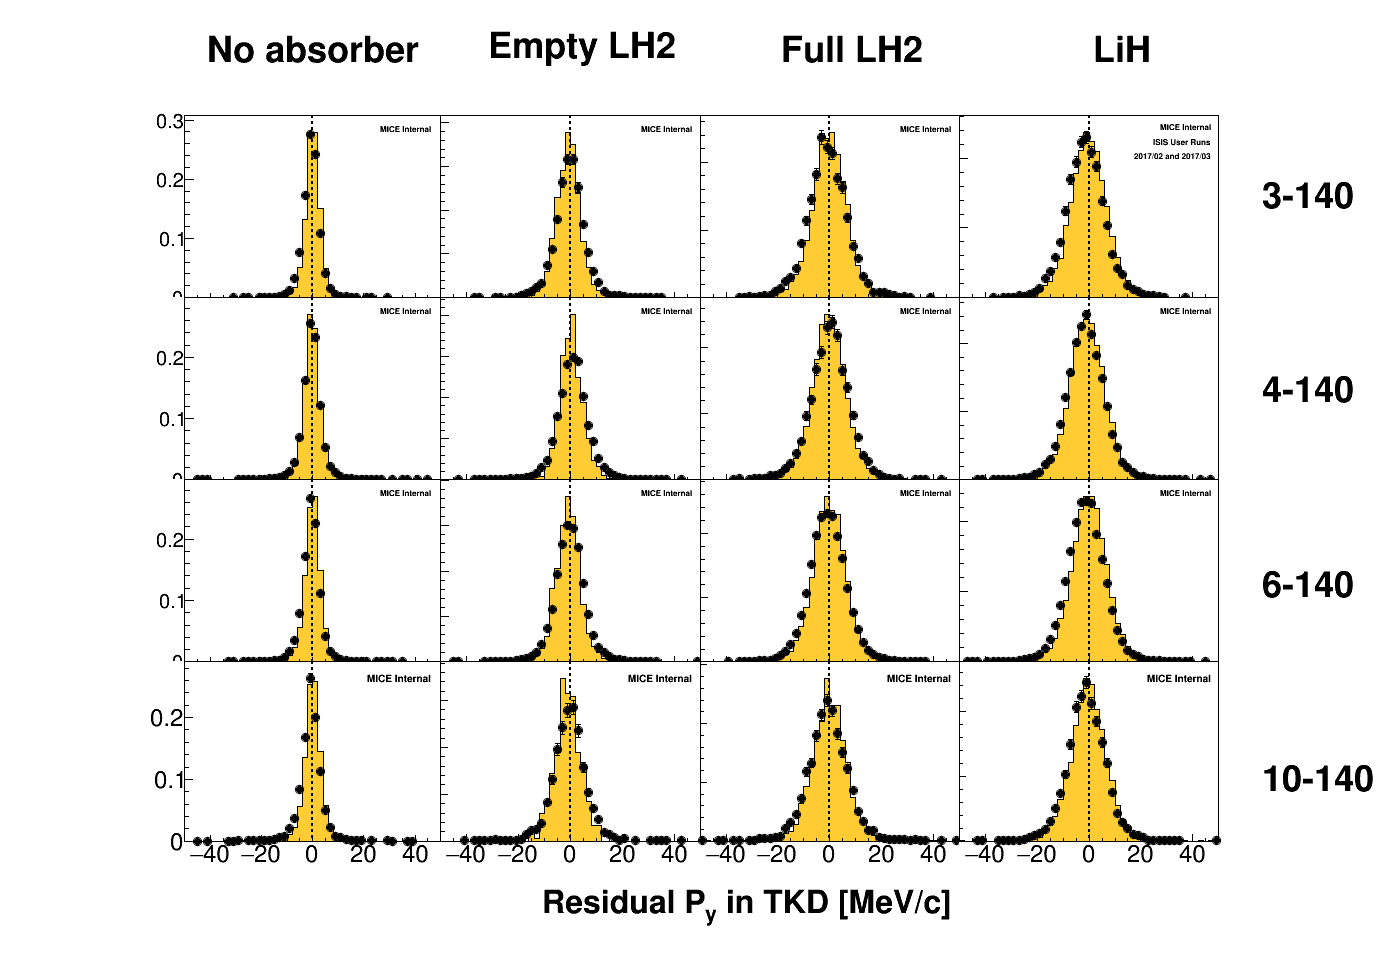 No absorber Empty LH2 Full LH2 LiH
0.3 MICE Internal MICE Internal MICE Internal MICE Internal
ISIS User Runs
2017/02 and 2017/03
0.2 3-140
0.1
0
MICE Internal MICE Internal MICE Internal MICE Internal
0.2
4-140
0.1
0
MICE Internal MICE Internal MICE Internal MICE Internal
0.2
6-140
0.1
0
MICE Internal MICE Internal MICE Internal MICE Internal
0.2
0.1 10-140
0
−40 −20 0 20 40 −40 −20 0 20 40 −40 −20 0 20 40 −40 −20 0 20 40
Residual Py in TKD [MeV/c]